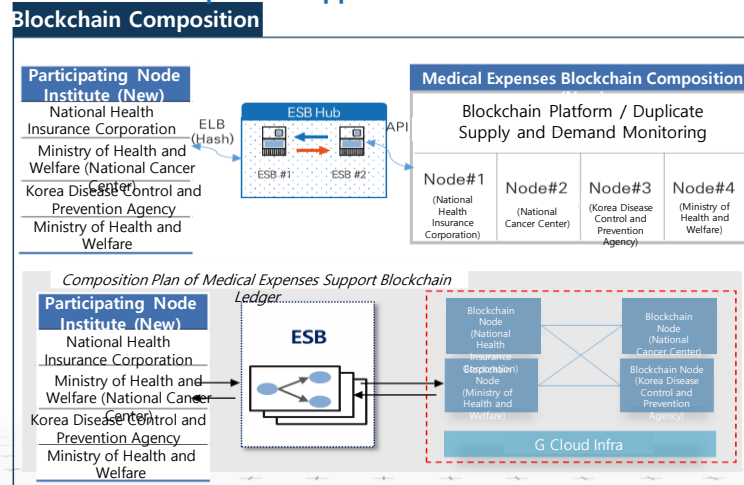 Blockchain Composition
Participating Node
Institute (New)
National Health
Insurance Corporation
Ministry of Health and
Welfare (National Cancer
Center)
Korea Disease Control and
Prevention Agency
Ministry of Health and
Welfare
ELB
(Hash)
ESB Hub
ESB #1
ESB #2
API
Medical Expenses Blockchain Composition
Blockchain Platform / Duplicate
Supply and Demand Monitoring
Node#1
(National
Health
Insurance
Corporation)
Node#2
(National
Cancer Center)
Node#3
(Korea Disease
Control and
Prevention
Agency)
Node#4
(Ministry of
Health and
Welfare)
Composition Plan of Medical Expenses Support Blockchain
Ledger
Participating Node
Institute (New)
National Health
Insurance Corporation
Ministry of Health and
Welfare (National Cancer
Center)
Korea Disease Control and
Prevention Agency
Ministry of Health and
Welfare
ESB
Blockchain
Node
(National
Health
Insurance
Corporation)
Blockchain
Node
(National
Cancer Center)
Blockchain
Node
(Ministry of
Health and
Welfare)
Blockchain Node
(Korea Disease
Control and
Prevention
Agency)
G Cloud Infra